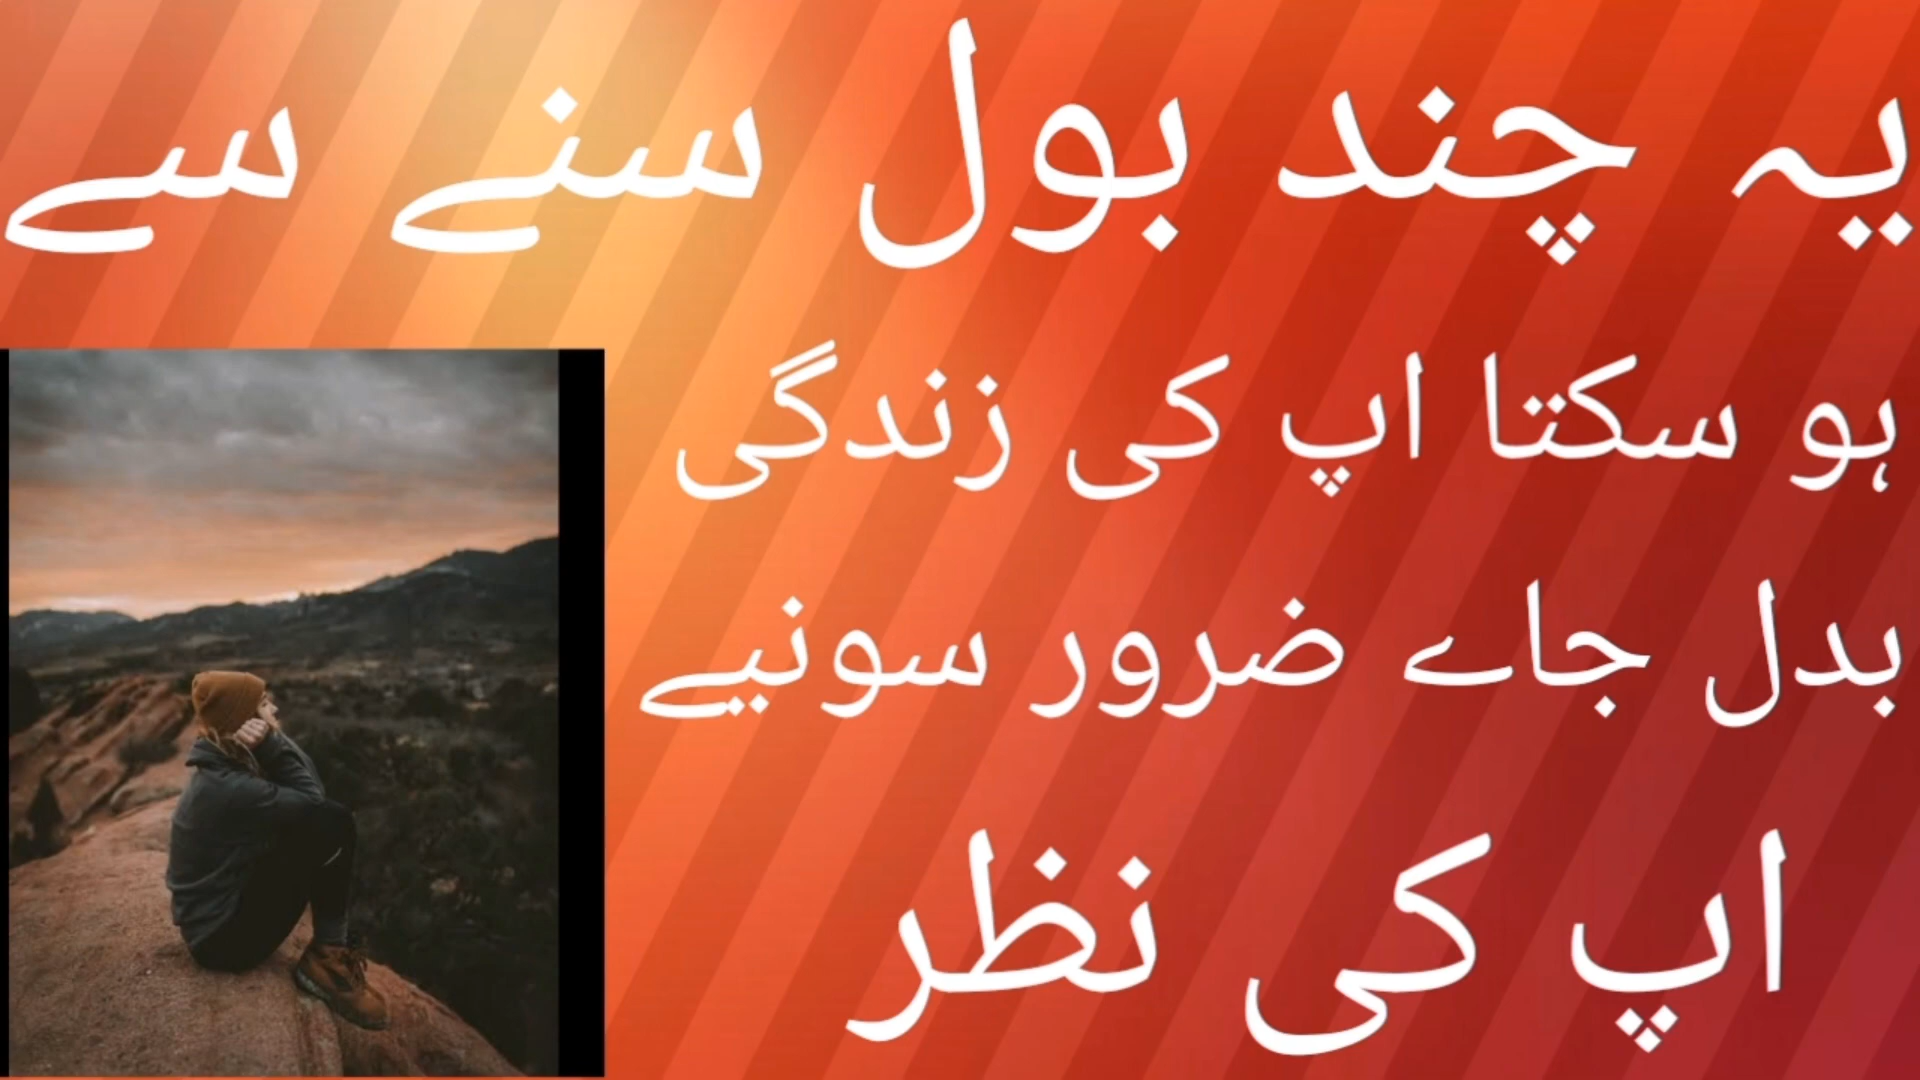 یہ چند بول سنے سے
ہو سکتا اپ کی زندگی
بدل جاے ضرور سونیے
اپ کی نظر